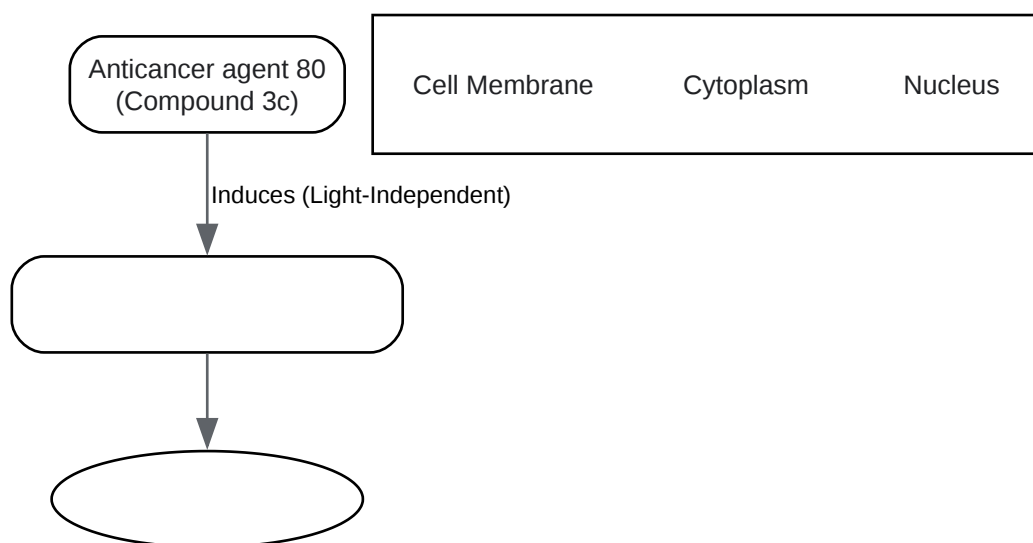 Anticancer agent 80
(Compound 3c)
Cell Membrane Cytoplasm Nucleus
Induces (Light-Independent)